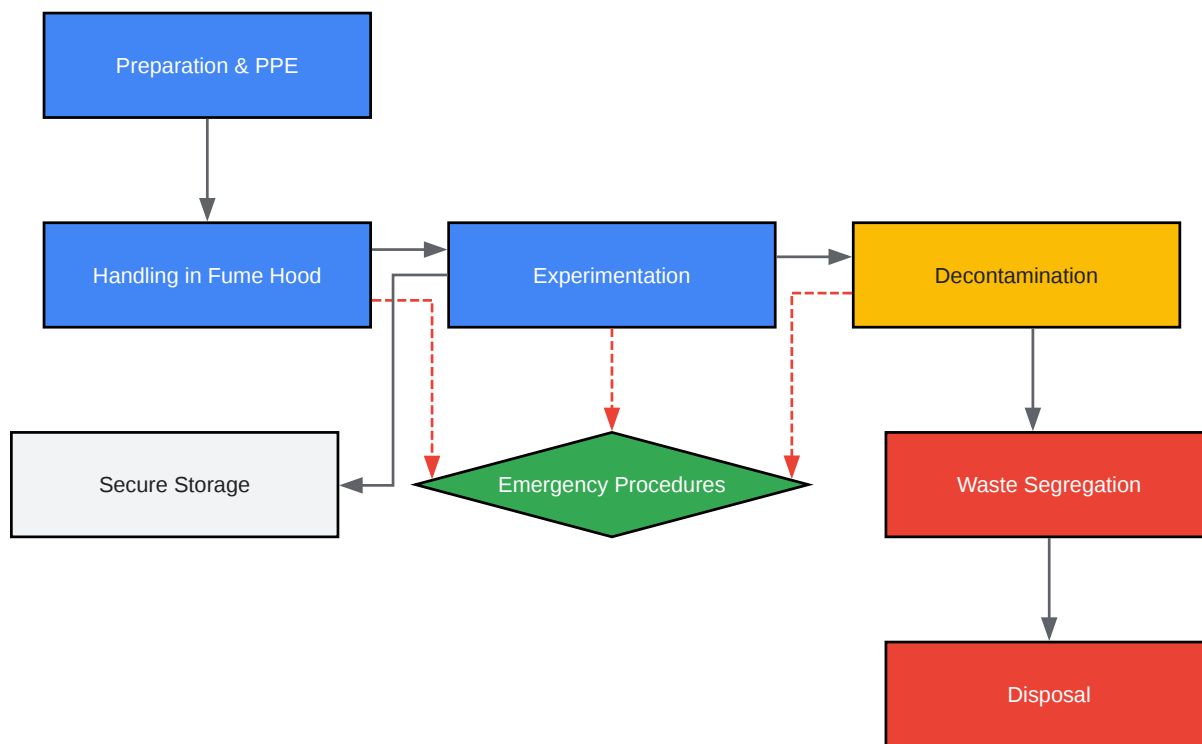 Preparation & PPE
Handling in Fume Hood
Experimentation
Decontamination
Secure Storage
Emergency Procedures
Waste Segregation
Disposal